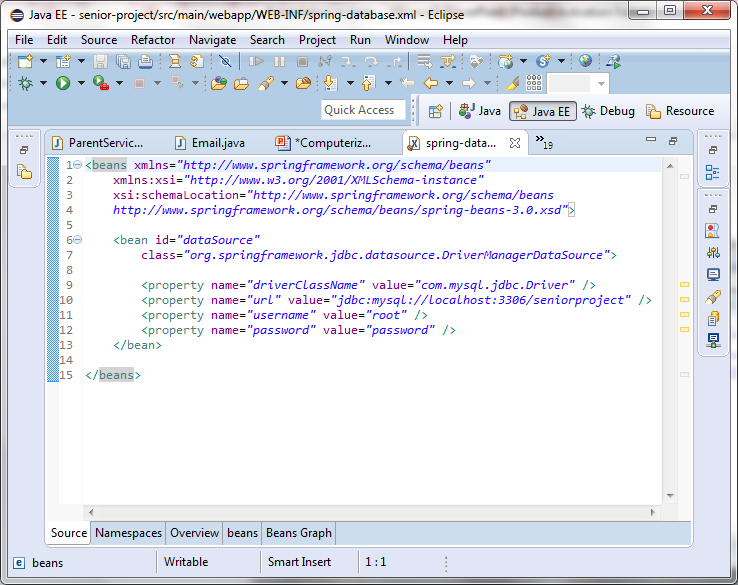 Java EE - senior-project/src/main/webapp/WEB-INF/spring-database.xml - Eclipse
File Edit Source Refactor Navigate Search Project Run Window Help
Quick Access Java Java EE Debug Resource
ParentServic... Email.java *Computeriz... spring-data... »19
1 <beans xmlns="http://www.springframework.org/schema/beans"
2 xmlns:xsi="http://www.w3.org/2001/XMLSchema-instance"
3 xsi:schemaLocation="http://www.springframework.org/schema/beans
4 http://www.springframework.org/schema/beans/spring-beans-3.0.xsd">
5
6 <bean id="dataSource"
7 class="org.springframework.jdbc.datasource.DriverManagerDataSource">
8
9 <property name="driverClassName" value="com.mysql.jdbc.Driver" />
10 <property name="url" value="jdbc:mysql://localhost:3306/seniorproject" />
11 <property name="username" value="root" />
12 <property name="password" value="password" />
13 </bean>
14
15 </beans>
Source Namespaces Overview beans Beans Graph
e beans Writable Smart Insert 1 : 1